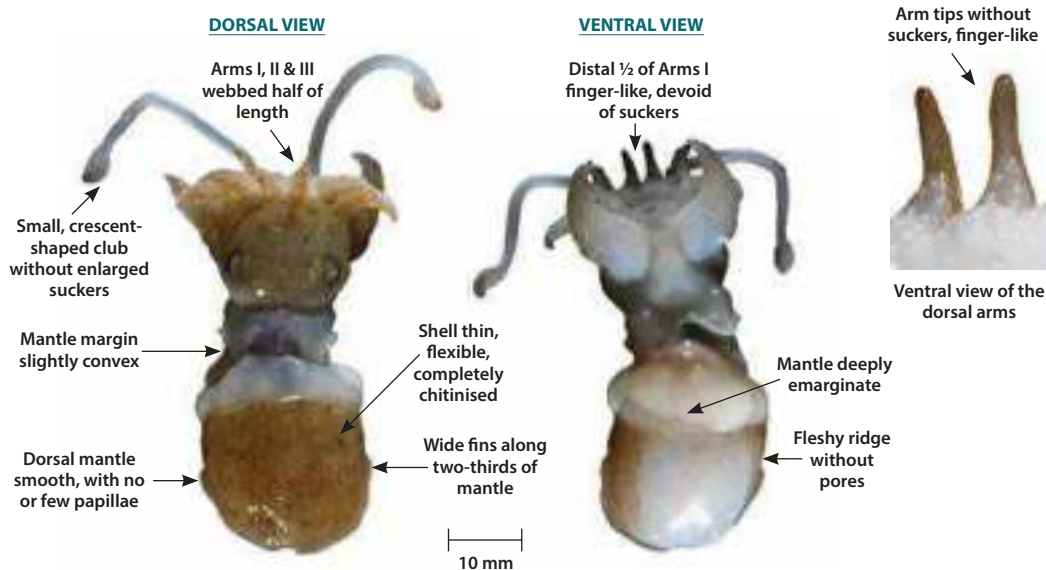 DORSAL VIEW
Arms I, II & III
webbed half of
length
Small, crescent-
shaped club
without enlarged
suckers
Mantle margin
slightly convex
Shell thin,
flexible,
completely
chitinised
Dorsal mantle
smooth, with no
or few papillae
Wide fins along
two-thirds of
mantle
10 mm
VENTRAL VIEW
Distal ½ of Arms I
finger-like, devoid
of suckers
Mantle deeply
emarginate
Fleshy ridge
without
pores
Arm tips without
suckers, finger-like
Ventral view of the
dorsal arms